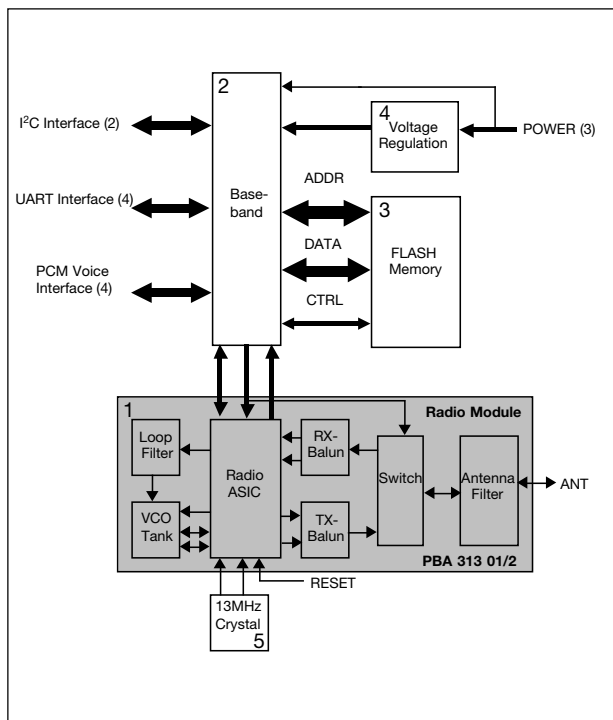 2
4
I²C Interface (2)
Voltage
Regulation
POWER (3)
ADDR
UART Interface (4)
Base-
band
3
DATA
FLASH
Memory
PCM Voice
Interface (4)
CTRL
1
Radio Module
Loop
Filter
RX-
Balun
Radio
ASIC
Switch
Antenna
Filter
ANT
VCO
Tank
TX-
Balun
PBA 313 01/2
RESET
13MHz
Crystal
5